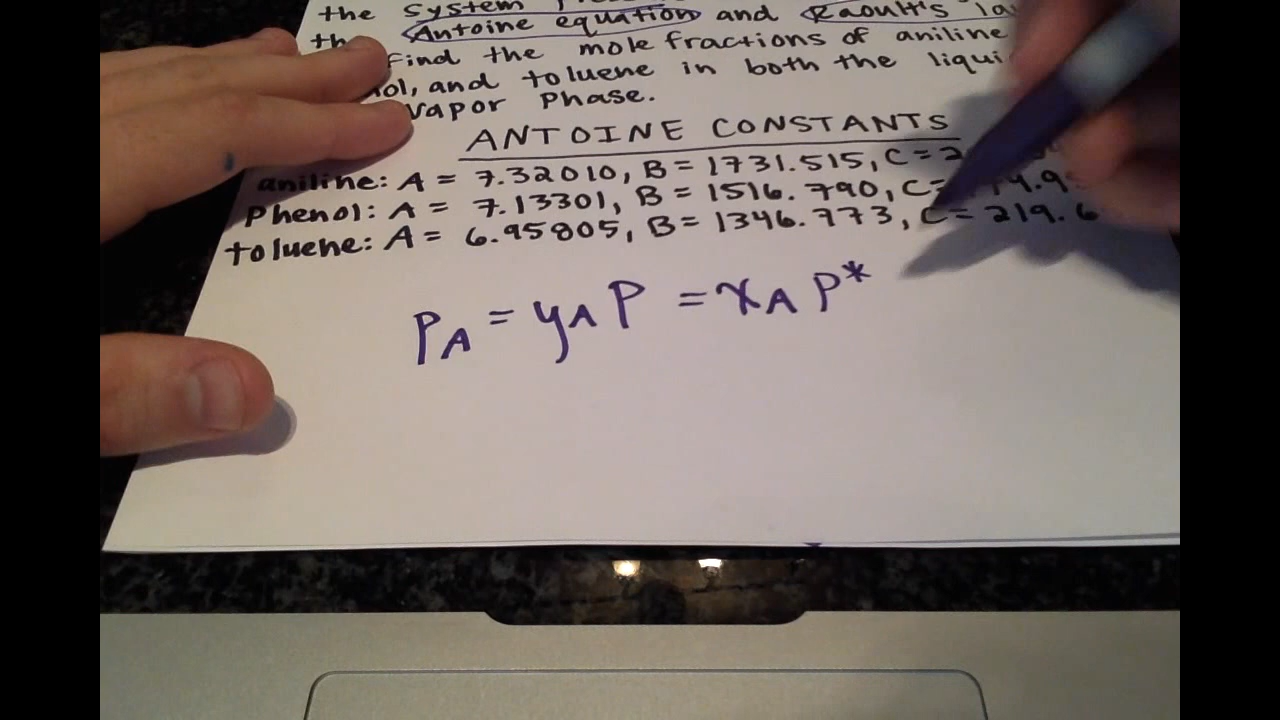 the system
Antoine equation and Raoult's
find the mole fractions of aniline
and toluene in both the
vapor phase.
ANTOINE CONSTANTS
aniline: A = 7.32010, B = 1731.515, C = 2
Phenol: A = 7.13301, B = 1516.790, C=
toluene: A = 6.95805, B = 1346.773, C = 219.6
PA = yA P = xA P*